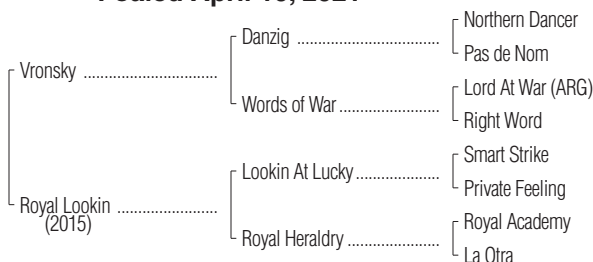 Northern Dancer
Danzig
Pas de Nom
Vronsky
Lord At War (ARG)
Words of War
Right Word
Smart Strike
Lookin At Lucky
Private Feeling
Royal Lookin
(2015)
Royal Academy
Royal Heraldry
La Otra